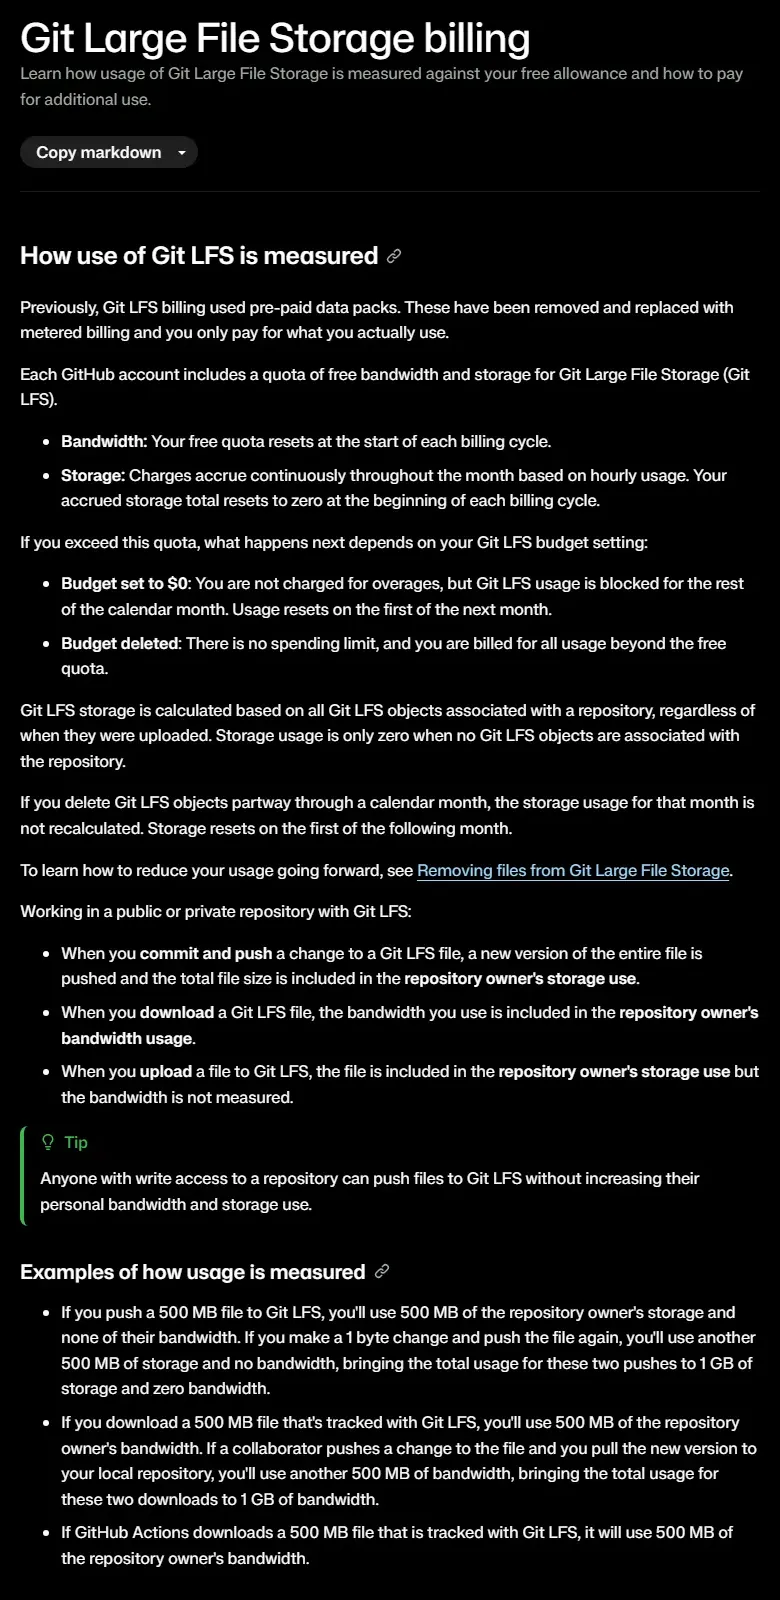 Git Large File Storage billing
Learn how usage of Git Large File Storage is measured against your free allowance and how to pay
for additional use.
Copy markdown
How use of Git LFS is measured
Previously, Git LFS billing used pre-paid data packs. These have been removed and replaced with
metered billing and you only pay for what you actually use.
Each GitHub account includes a quota of free bandwidth and storage for Git Large File Storage (Git
LFS).
• Bandwidth: Your free quota resets at the start of each billing cycle.
• Storage: Charges accrue continuously throughout the month based on hourly usage. Your
accrued storage total resets to zero at the beginning of each billing cycle.
If you exceed this quota, what happens next depends on your Git LFS budget setting:
• Budget set to $0: You are not charged for overages, but Git LFS usage is blocked for the rest
of the calendar month. Usage resets on the first of the next month.
• Budget deleted: There is no spending limit, and you are billed for all usage beyond the free
quota.
Git LFS storage is calculated based on all Git LFS objects associated with a repository, regardless of
when they were uploaded. Storage usage is only zero when no Git LFS objects are associated with
the repository.
If you delete Git LFS objects partway through a calendar month, the storage usage for that month is
not recalculated. Storage resets on the first of the following month.
To learn how to reduce your usage going forward, see Removing files from Git Large File Storage.
Working in a public or private repository with Git LFS:
• When you commit and push a change to a Git LFS file, a new version of the entire file is
pushed and the total file size is included in the repository owner's storage use.
• When you download a Git LFS file, the bandwidth you use is included in the repository owner's
bandwidth usage.
• When you upload a file to Git LFS, the file is included in the repository owner's storage use but
the bandwidth is not measured.
Tip
Anyone with write access to a repository can push files to Git LFS without increasing their
personal bandwidth and storage use.
Examples of how usage is measured
• If you push a 500 MB file to Git LFS, you'll use 500 MB of the repository owner's storage and
none of their bandwidth. If you make a 1 byte change and push the file again, you'll use another
500 MB of storage and no bandwidth, bringing the total usage for these two pushes to 1 GB of
storage and zero bandwidth.
• If you download a 500 MB file that's tracked with Git LFS, you'll use 500 MB of the repository
owner's bandwidth. If a collaborator pushes a change to the file and you pull the new version to
your local repository, you'll use another 500 MB of bandwidth, bringing the total usage for
these two downloads to 1 GB of bandwidth.
• If GitHub Actions downloads a 500 MB file that is tracked with Git LFS, it will use 500 MB of
the repository owner's bandwidth.